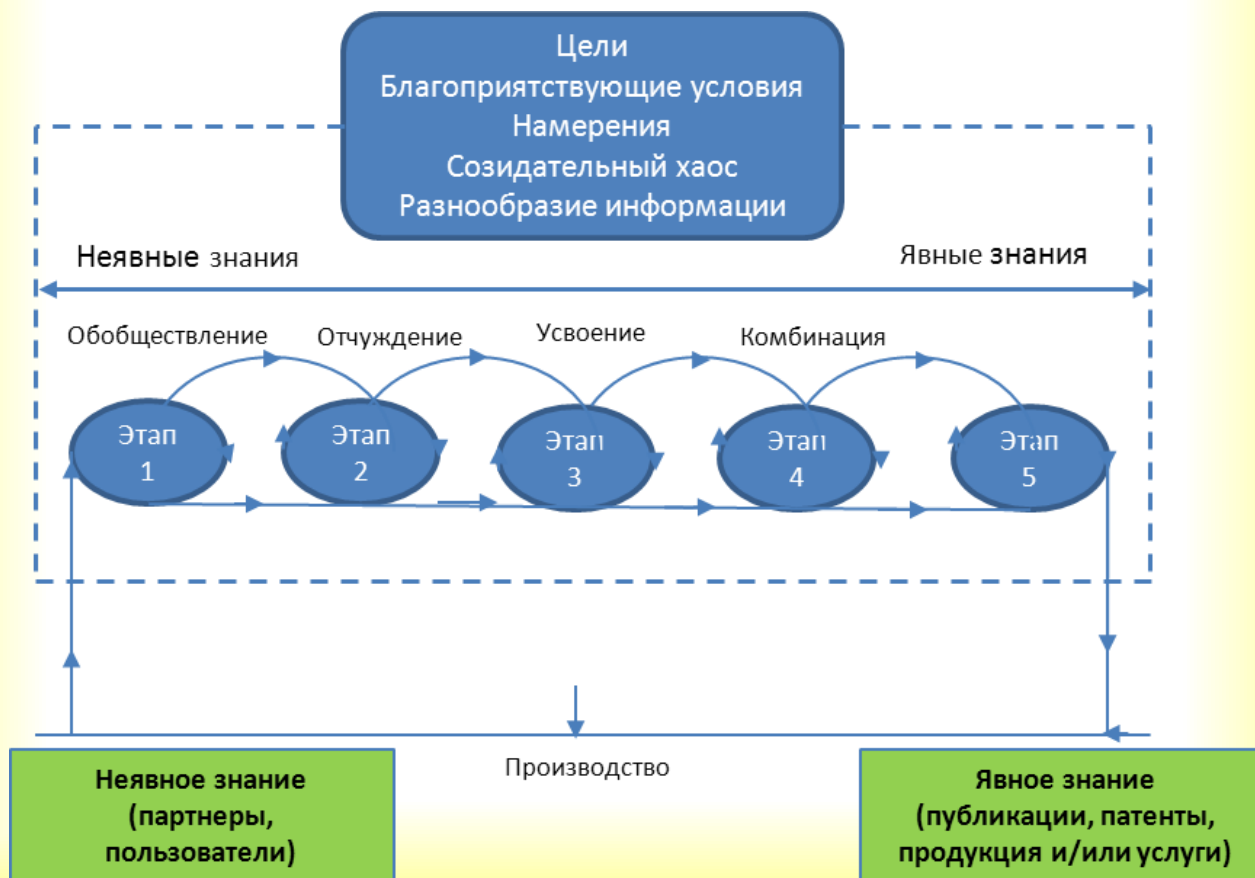 Цели
Благоприятствующие условия
Намерения
Созидательный хаос
Разнообразие информации
Неявные знания
Явные знания
Обобществление
Отчуждение
Усвоение
Комбинация
Этап
1
Этап
2
Этап
3
Этап
4
Этап
5
Производство
Неявное знание
(партнеры,
пользователи)
Явное знание
(публикации, патенты,
продукция и/или услуги)